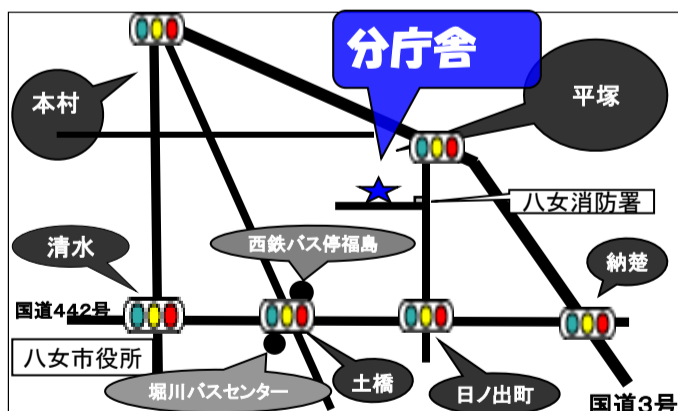 分庁舎
本村
平塚
八女消防署
清水
西鉄バス停福島
納楚
国道442号
八女市役所
堀川バスセンター
土橋
日ノ出町
国道3号